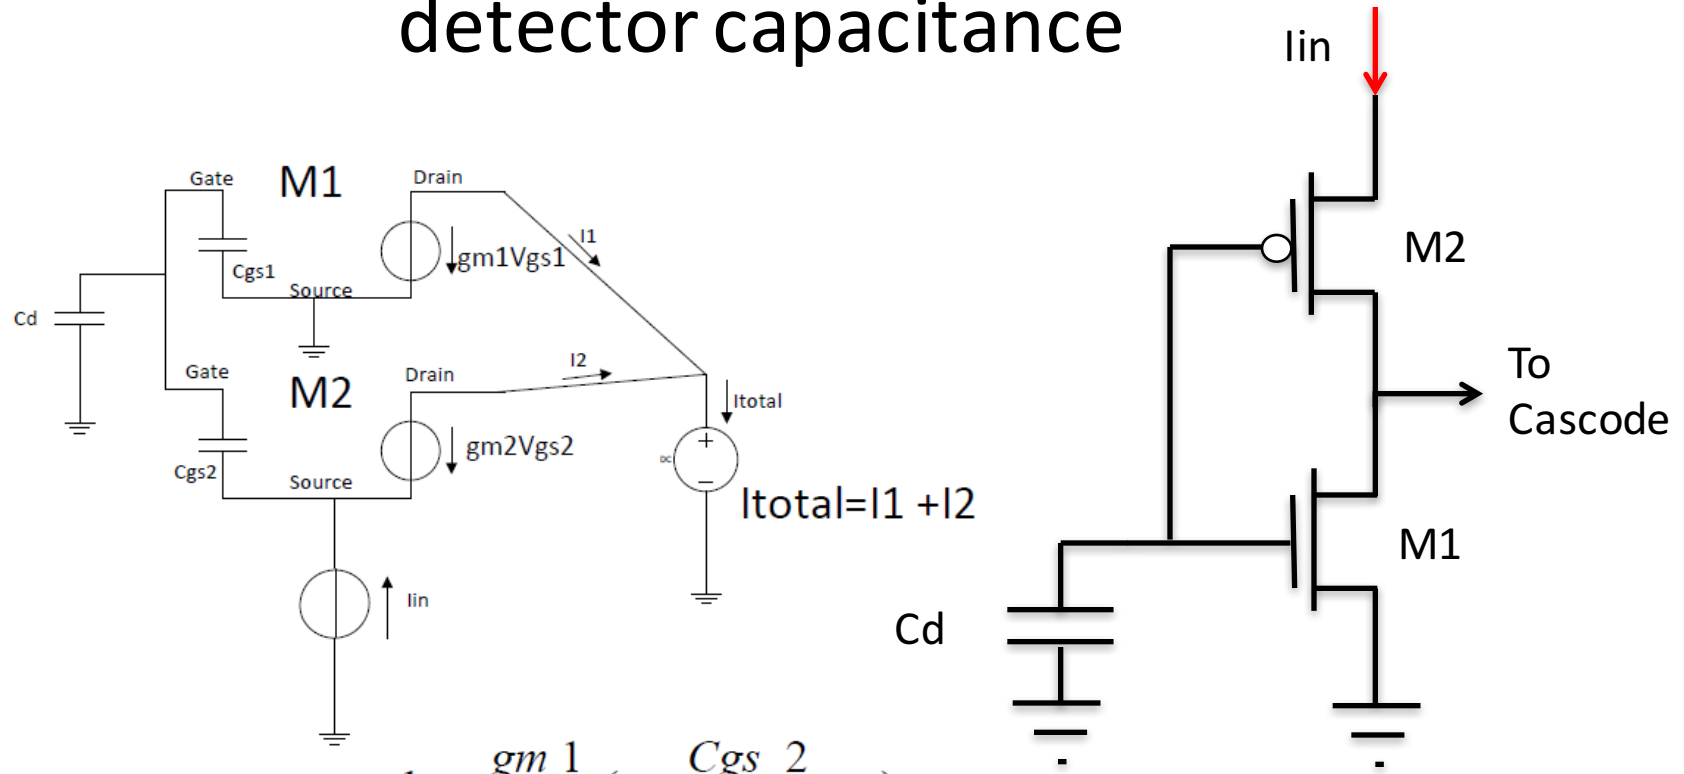 detector capacitance
Iin
Gate
M1
Drain
I1
gm1Vgs1
Cgs1
Source
Cd
M2
Gate
M2
Drain
I2
Itotal
gm2Vgs2
Cgs2
Source
+
DC
−
Itotal=I1 +I2
Iin
To
Cascode
M1
Cd
gm 1
Cgs 2